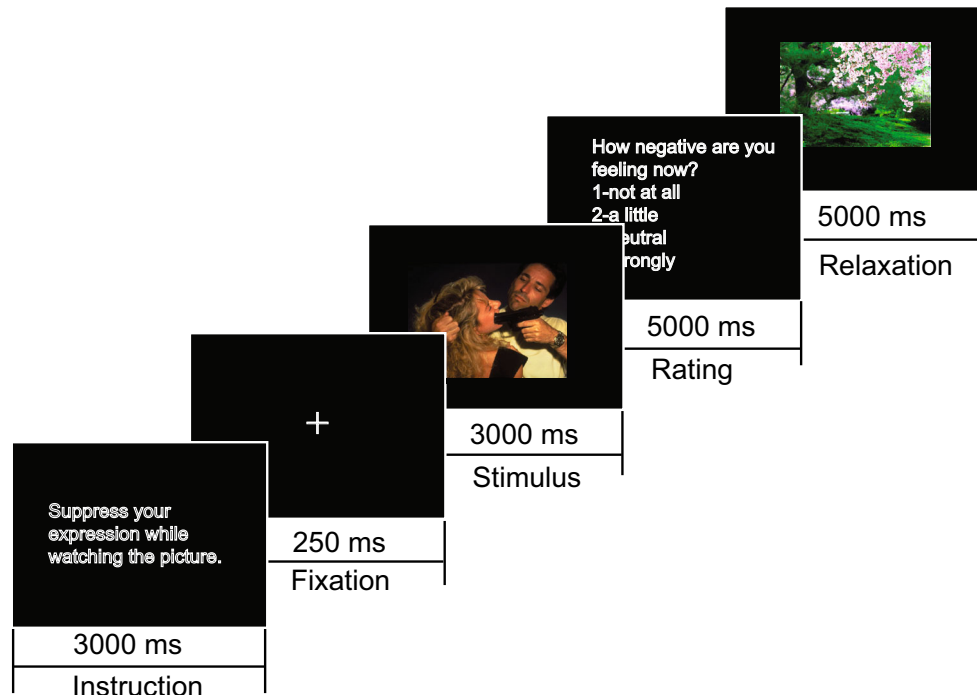 How negative are you
feeling now?
1-not at all
2-a little
5000 ms
Relaxation
5000 ms
Rating
3000 ms
Stimulus
Suppress your
expression while
watching the picture.
250 ms
Fixation
3000 ms
Instruction